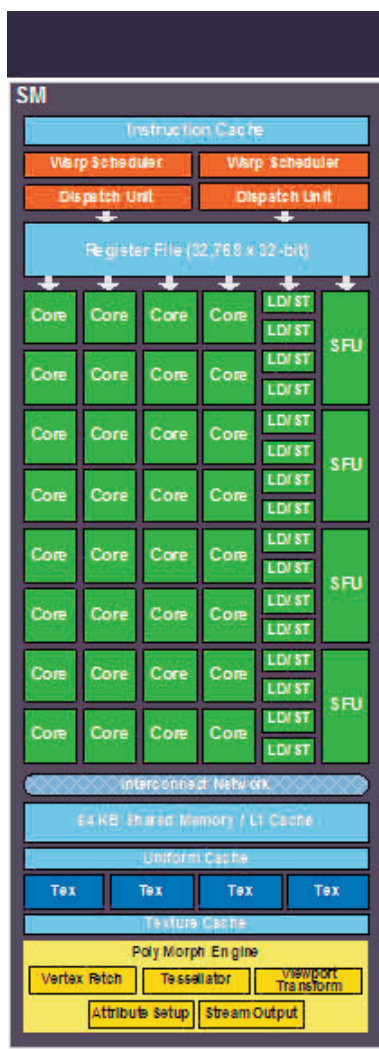 SM
Instruction Cache
Warp Scheduler Warp Scheduler
Dispatch Unit Dispatch Unit
Register File (32,768 x 32-bit)
Core Core Core Core LD/ST SFU
LD/ST
Core Core Core Core LD/ST
LD/ST
Core Core Core Core LD/ST SFU
LD/ST
Core Core Core Core LD/ST
LD/ST
Core Core Core Core LD/ST SFU
LD/ST
Core Core Core Core LD/ST
LD/ST
Core Core Core Core LD/ST SFU
LD/ST
Core Core Core Core LD/ST
LD/ST
Interconnect Network
64 KB Shared Memory / L1 Cache
Uniform Cache
Tex Tex Tex Tex
Texture Cache
PolyMorph Engine
Vertex Fetch Tessellator Viewport
Transform
Attribute Setup Stream Output